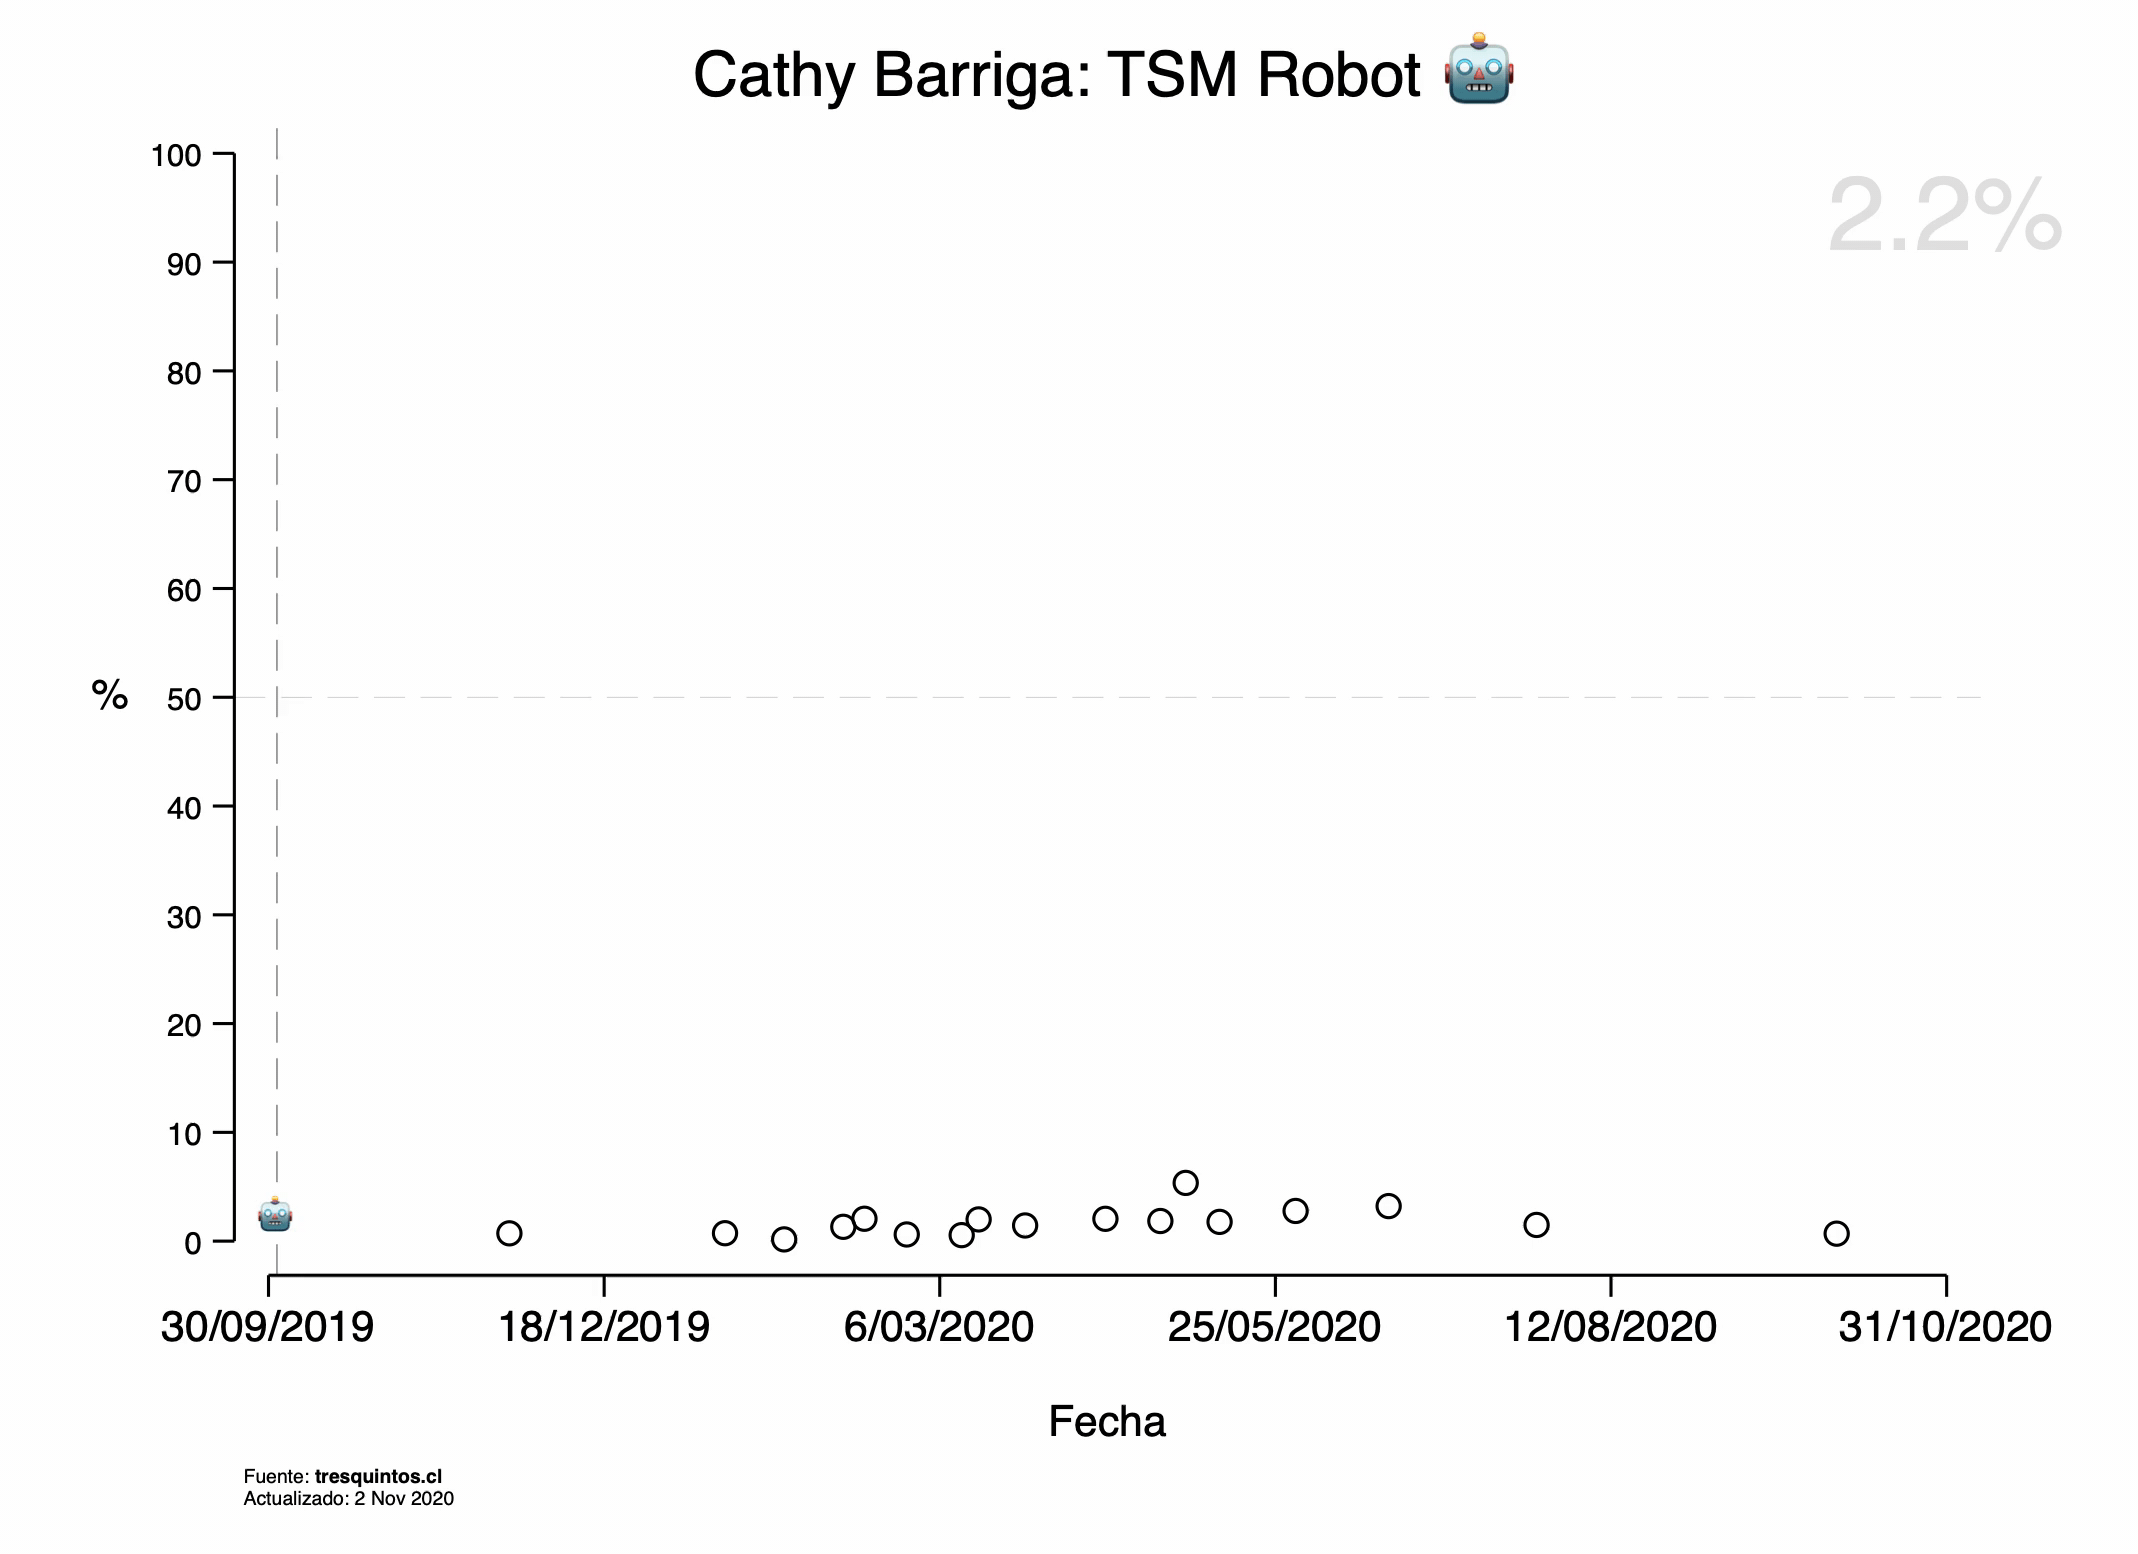 Cathy Barriga: TSM Robot 🤖
2.2%
100
90
80
70
60
50
40
30
20
10
0
%
30/09/2019 18/12/2019 6/03/2020 25/05/2020 12/08/2020 31/10/2020
Fecha
Fuente: tresquintos.cl
Actualizado: 2 Nov 2020